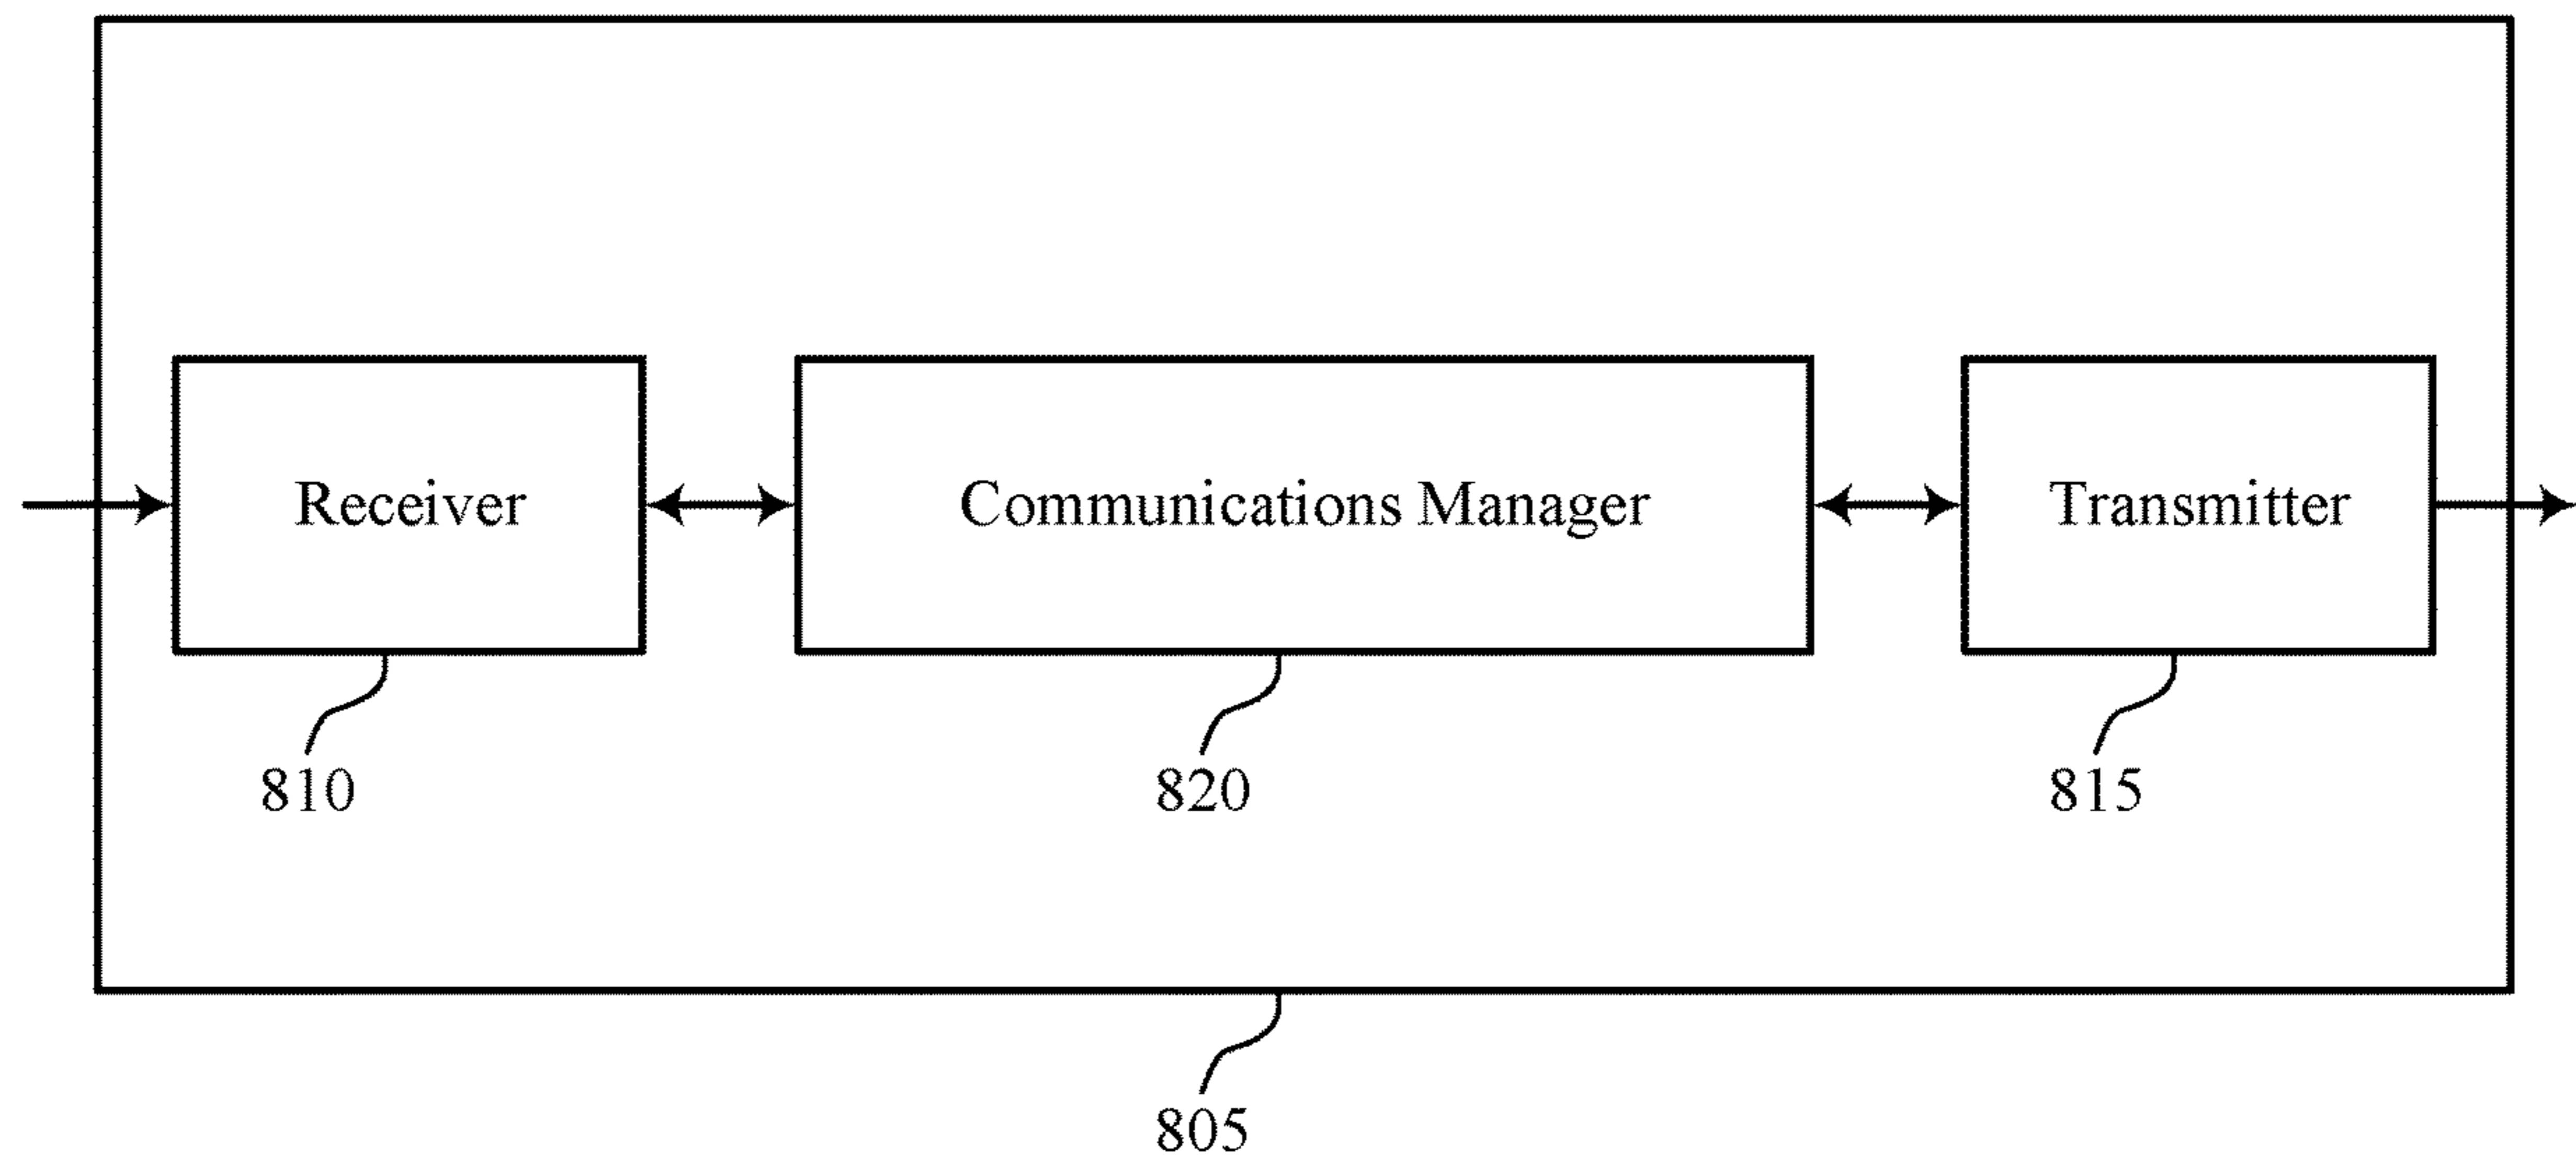 Receiver
Communications Manager
Transmitter
810
820
815
805